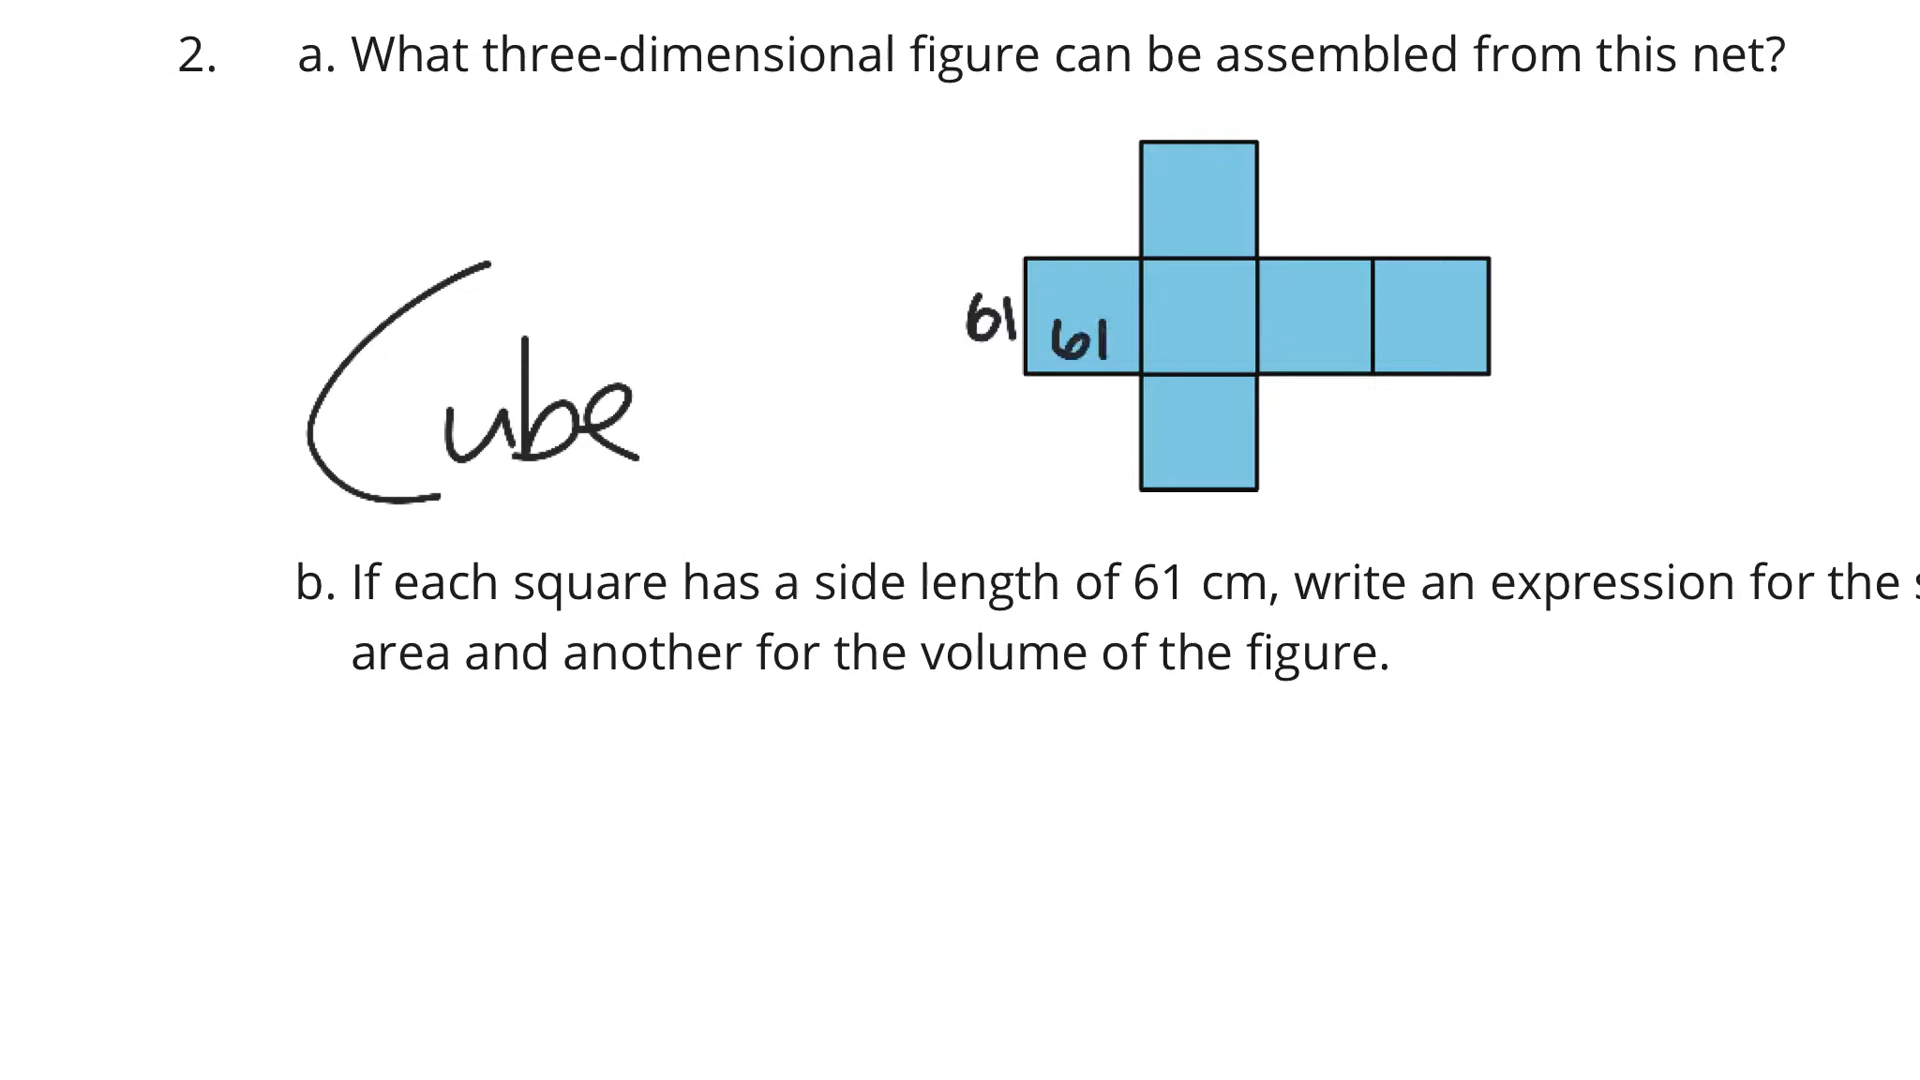 2. a. What three-dimensional figure can be assembled from this net?
61 61
Cube
b. If each square has a side length of 61 cm, write an expression for the
area and another for the volume of the figure.